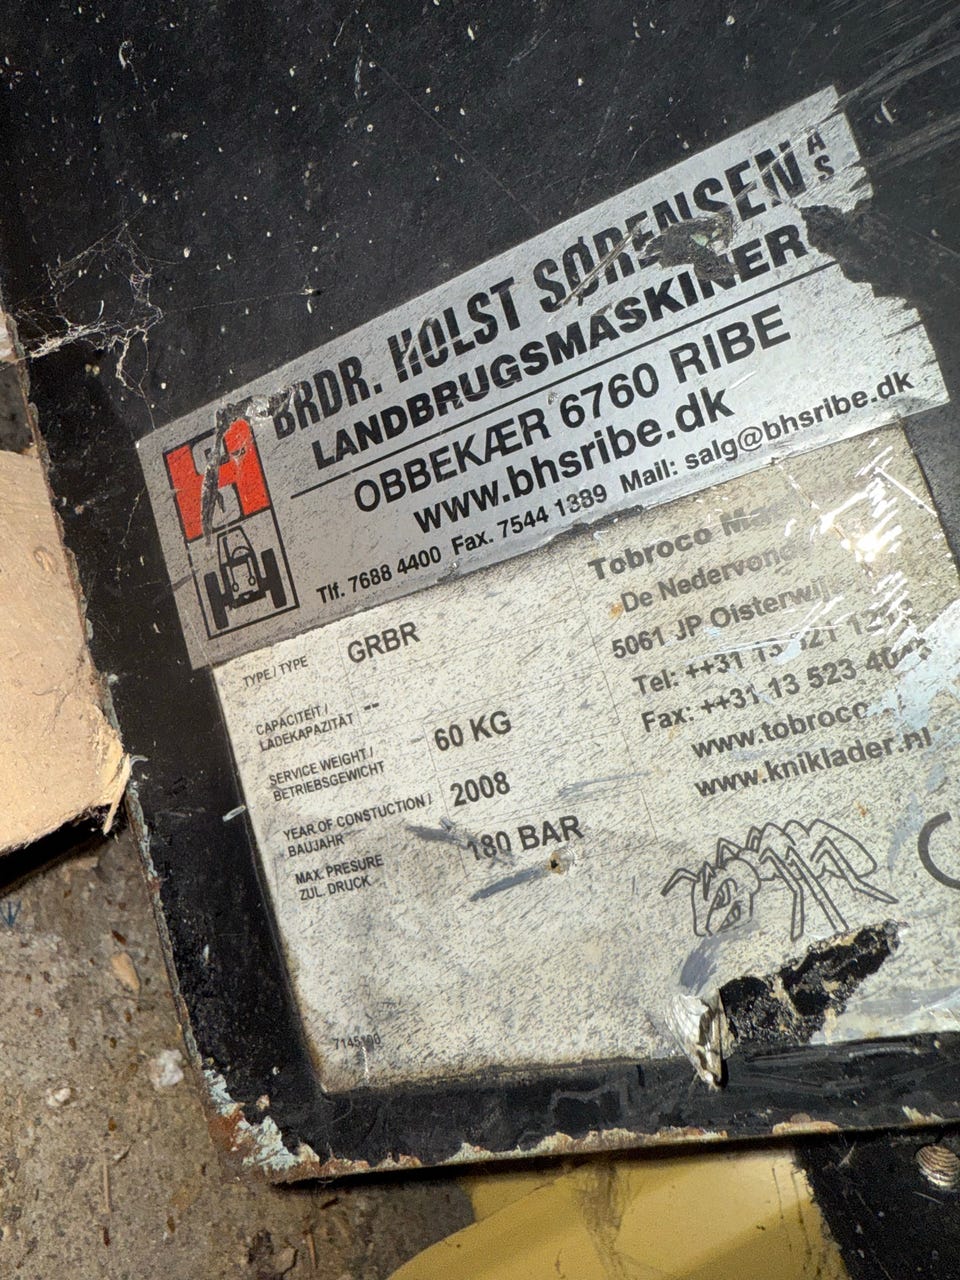 BRDR. HOLST SØRENSEN A/S
LANDBRUGSMASKINER
OBBEKÆR 6760 RIBE
www.bhsribe.dk
Tlf. 7688 4400 Fax. 7544 1389 Mail: salg@bhsribe.dk
Tobroco
De Nedervonder
5061 JP Oisterwijk
Tel: ++31 13
Fax: ++31 13 523
www.tobroco
www.kniklader.nl
TYPE / TYPE GRBR
CAPACITEIT / --
LADEKAPAZITÄT
SERVICE WEIGHT / 60 KG
BETRIEBSGEWICHT
YEAR OF CONSTUCTION / 2008
BAUJAHR
MAX. PRESURE 180 BAR
ZUL. DRUCK